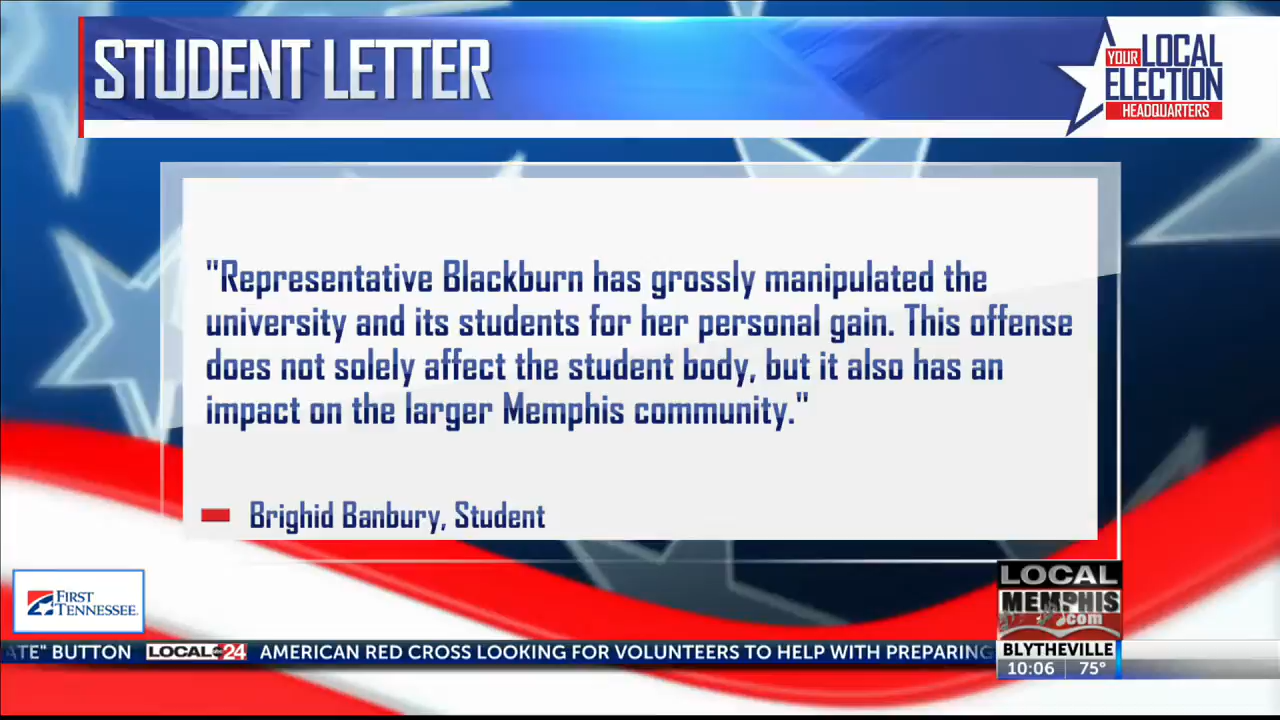 STUDENT LETTER
YOUR LOCAL
ELECTION
HEADQUARTERS
"Representative Blackburn has grossly manipulated the
university and its students for her personal gain. This offense
does not solely affect the student body, but it also has an
impact on the larger Memphis community."
Brighid Banbury, Student
FIRST
TENNESSEE.
LOCAL
MEMPHIS
.com
BLYTHEVILLE
10:06 75°
ATE" BUTTON LOCAL 24 AMERICAN RED CROSS LOOKING FOR VOLUNTEERS TO HELP WITH PREPARING